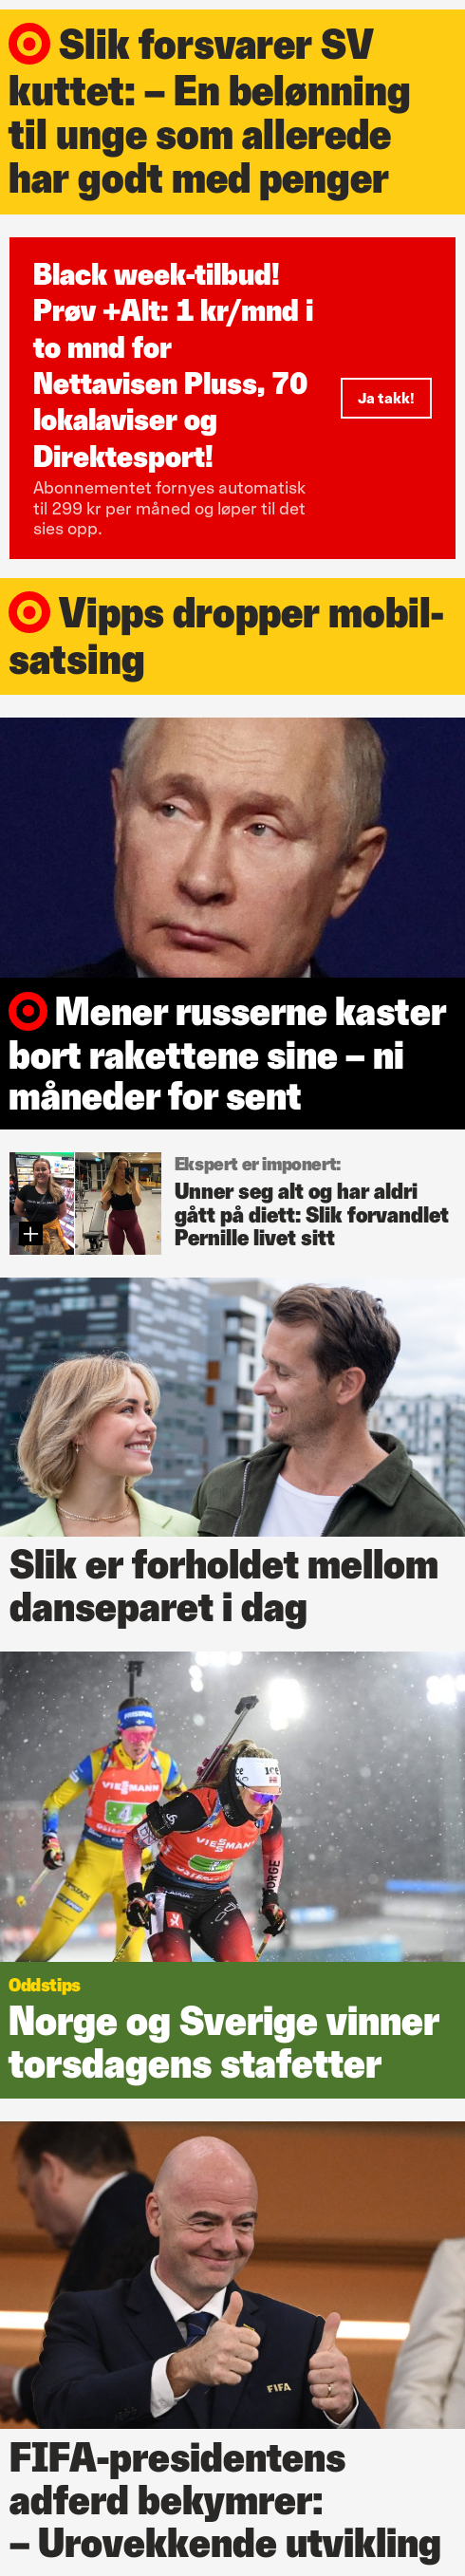 Slik forsvarer SV
kuttet: – En belønning
til unge som allerede
har godt med penger
Black week-tilbud!
Prøv +Alt: 1 kr/mnd i
to mnd for
Nettavisen Pluss, 70
lokalaviser og
Direktesport!
Ja takk!
Abonnementet fornyes automatisk
til 299 kr per måned og løper til det
sies opp.
Vipps dropper mobil-
satsing
Mener russerne kaster
bort rakettene sine – ni
måneder for sent
Ekspert er imponert:
Unner seg alt og har aldri
gått på diett: Slik forvandlet
Pernille livet sitt
Slik er forholdet mellom
danseparet i dag
VIESMANN
4
VIESMANN
Oddstips
Norge og Sverige vinner
torsdagens stafetter
FIFA
FIFA-presidentens
adferd bekymrer:
– Urovekkende utvikling